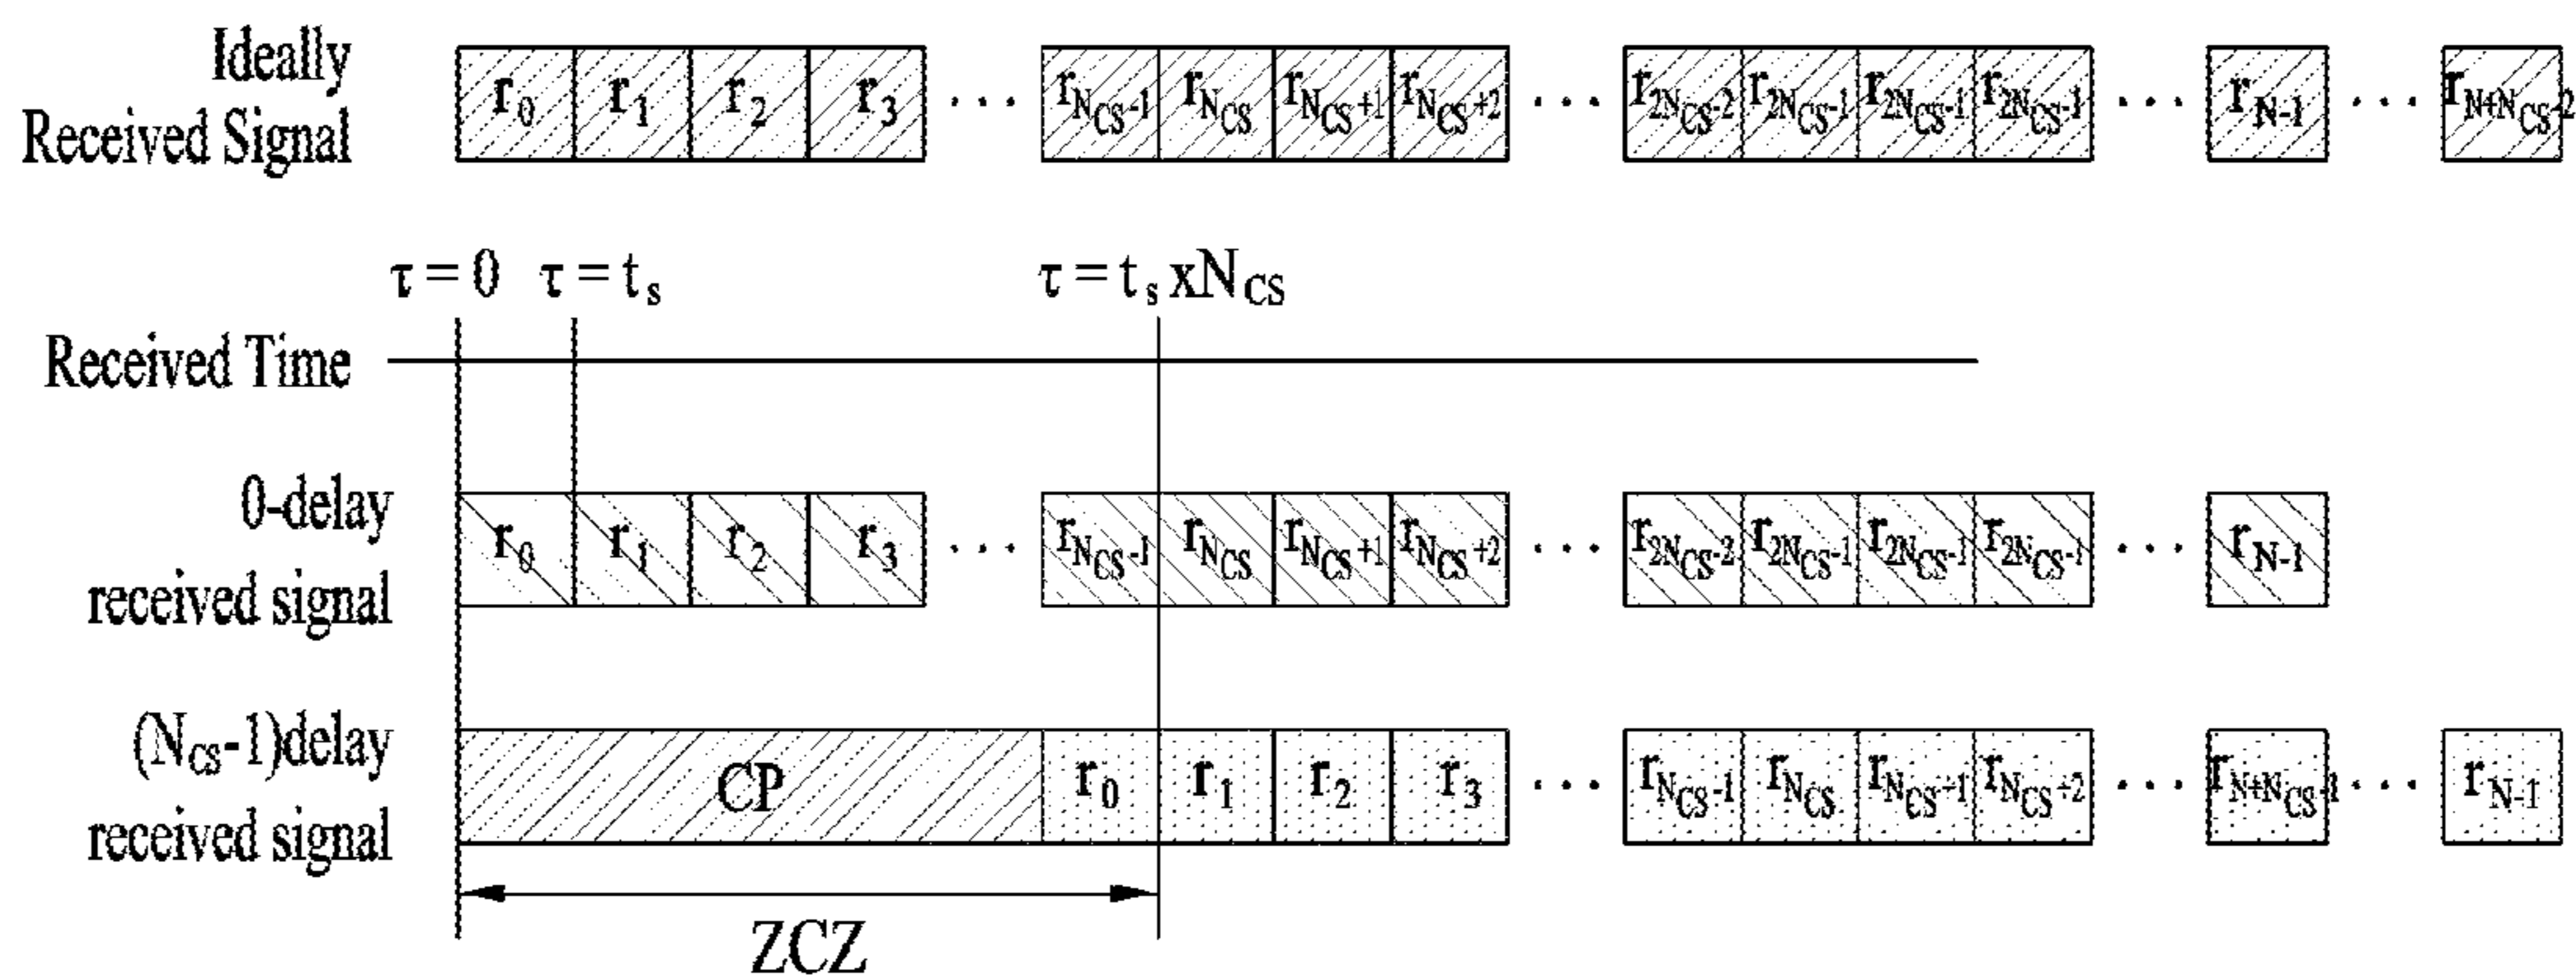 Ideally
Received Signal
r0 r1 r2 r3 ... rNCS-1 rNCS rNCS+1 rNCS+2 ... r2NCS-2 r2NCS-1 r2NCS-1 r2NCS-1 ... rN-1 ... rN+NCS-2
τ = 0 τ = ts τ = ts xNCS
Received Time
0-delay
received signal
r0 r1 r2 r3 ... rNCS-1 rNCS rNCS+1 rNCS+2 ... r2NCS-2 r2NCS-1 r2NCS-1 r2NCS-1 ... rN-1
(NCS-1)delay
received signal
CP r0 r1 r2 r3 ... rNCS-1 rNCS rNCS+1 rNCS+2 ... rN+NCS-1 ... rN-1
ZCZ